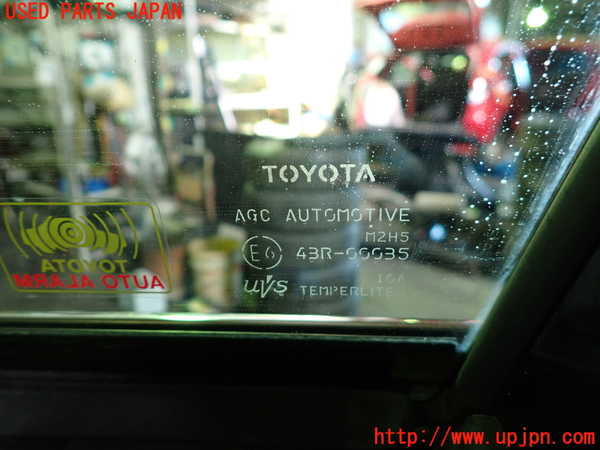 USED PARTS JAPAN
TOYOTA
AGC AUTOMOTIVE
M2H5
E6 43R-00035
UVS TEMPERLITE
TOYOTA
AUTO ALARM
http://www.upjpn.com/